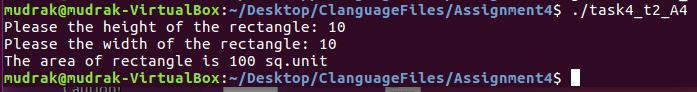 mudrak@mudrak-VirtualBox:~/Desktop/ClanguageFiles/Assignment4$ ./task4_t2_A4
Please the height of the rectangle: 10
Please the width of the rectangle: 10
The area of rectangle is 100 sq.unit
mudrak@mudrak-VirtualBox:~/Desktop/ClanguageFiles/Assignment4$
Caution!